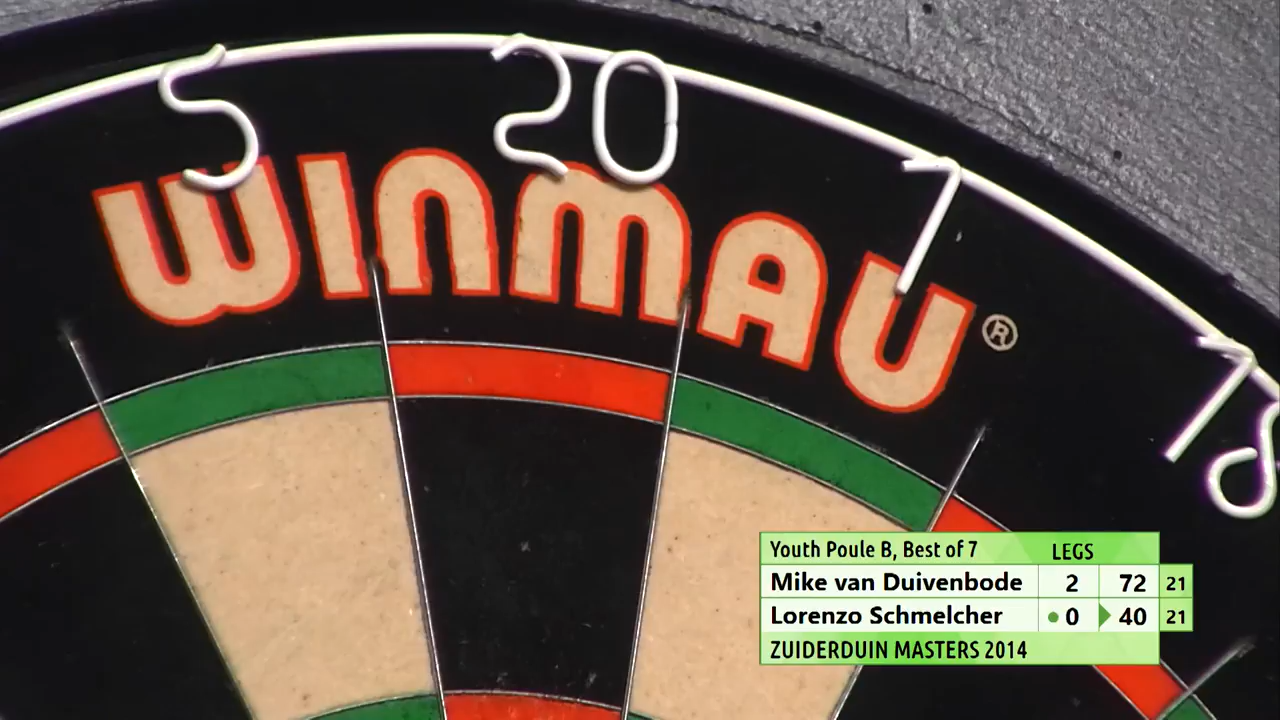 5 20 1 18
WINMAU®
Youth Poule B, Best of 7 LEGS
Mike van Duivenbode 2 72 21
Lorenzo Schmelcher 0 40 21
ZUIDERDUIN MASTERS 2014